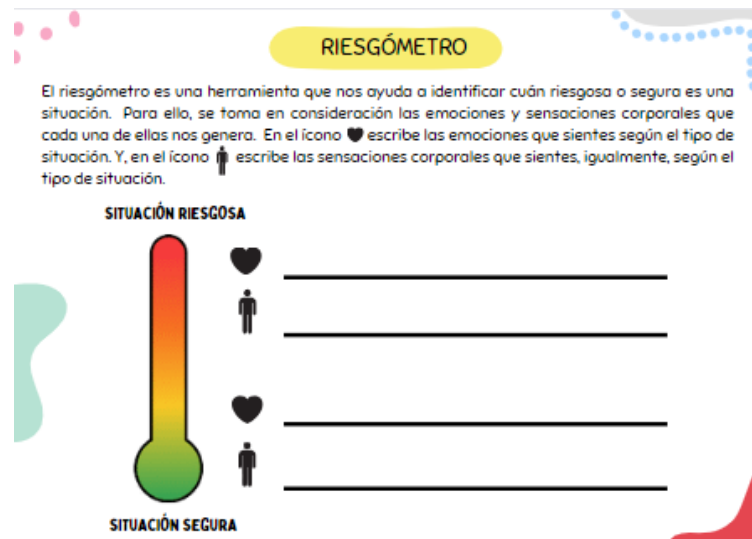 RIESGÓMETRO
El riesgómetro es una herramienta que nos ayuda a identificar cuán riesgosa o segura es una
situación. Para ello, se toma en consideración las emociones y sensaciones corporales que
cada una de ellas nos genera. En el ícono escribe las emociones que sientes según el tipo de
situación. Y, en el ícono escribe las sensaciones corporales que sientes, igualmente, según el
tipo de situación.
SITUACIÓN RIESGOSA
SITUACIÓN SEGURA